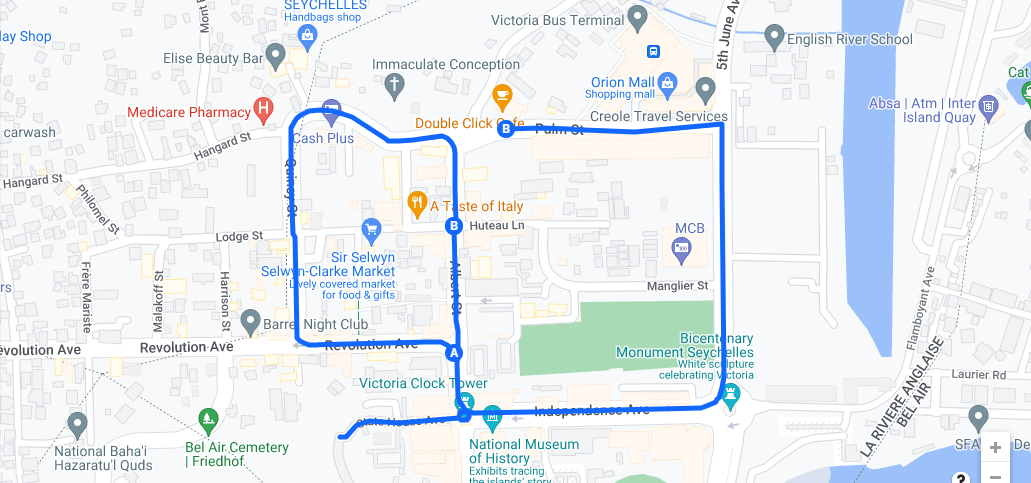 SEYCHELLES
Handbags shop
Victoria Bus Terminal
5th June Av
English River School
Mont
lay Shop
Elise Beauty Bar
Immaculate Conception
Orion Mall
Shopping mall
Cat
Absa | Atm | Inter
Island Quay
Medicare Pharmacy
H
Creole Travel Services
Double Click Cafe
B
Palm St
carwash
Cash Plus
Hangard St
Hangard St
Quincy St
Philomel St
A Taste of Italy
MCB
B
Huteau Ln
Lodge St
Sir Selwyn
Selwyn-Clarke Market
Lively covered market
for food & gifts
Albert St
Manglier St
Frere Mariste
Malakoff St
Harrison St
rs
Flamboyant Ave
Barrel Night Club
Bicentenary
Monument Seychelles
White sculpture
celebrating Victoria
evolution Ave
Revolution Ave
Revolution Ave
A
LA RIVIERE ANGLAISE
BEL AIR
Laurier Rd
Victoria Clock Tower
Independence Ave
State House Ave
National Baha'i
Hazaratu'l Quds
Bel Air Cemetery
| Friedhof
National Museum
of History
Exhibits tracing
the islands' story
SFA
Den
+
−
?